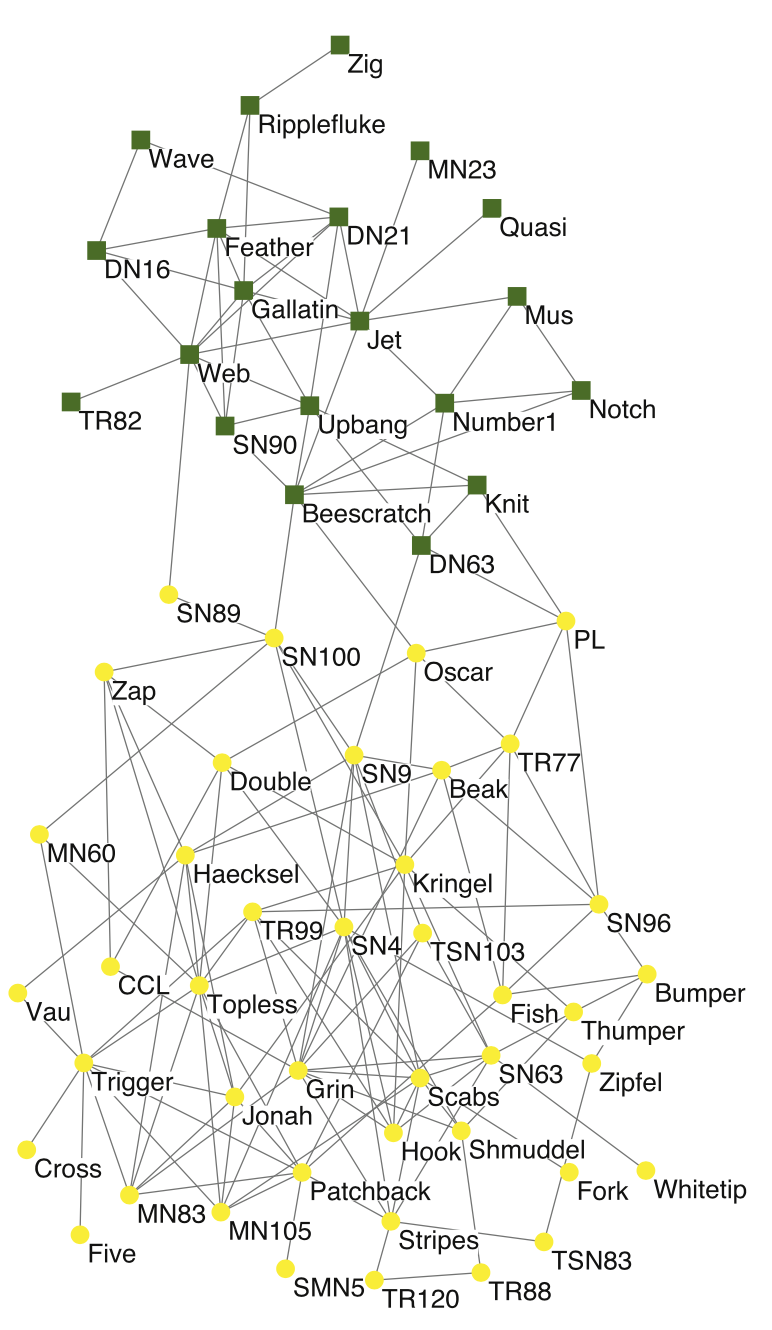 Zig
Ripplefluke
Wave
MN23
Quasi
DN21
Feather
DN16
Gallatin
Mus
Jet
Web
TR82
Notch
Number1
Upbang
SN90
Knit
Beescratch
DN63
SN89
PL
SN100
Oscar
Zap
TR77
SN9
Double
Beak
MN60
Haecksel
Kringel
SN96
TR99
SN4
TSN103
CCL
Bumper
Topless
Vau
Fish
Thumper
SN63
Trigger
Grin
Zipfel
Scabs
Jonah
Hook
Shmuddel
Cross
Patchback
Fork
Whitetip
MN83
MN105
Stripes
Five
TSN83
SMN5
TR88
TR120